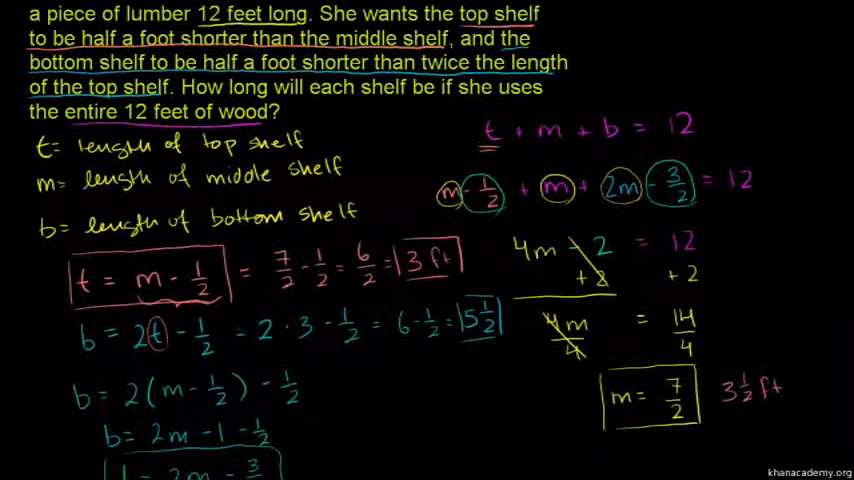 a piece of lumber 12 feet long. She wants the top shelf
to be half a foot shorter than the middle shelf, and the
bottom shelf to be half a foot shorter than twice the length
of the top shelf. How long will each shelf be if she uses
the entire 12 feet of wood?
t= length of top shelf
m= length of middle shelf
b= length of bottom shelf
t = m - 1/2 = 7/2 - 1/2 = 6/2 = 3 ft
b = 2t - 1/2 = 2 · 3 - 1/2 = 6 - 1/2 = 5 1/2
b = 2(m - 1/2) - 1/2
b = 2m - 1 - 1/2
b = 2m - 3/
t + m + b = 12
m - 1/2 + m + 2m - 3/2 = 12
4m - 2 = 12
+ 2 + 2
4m/4 = 14/4
m = 7/2 3 1/2 ft
khanacademy.org